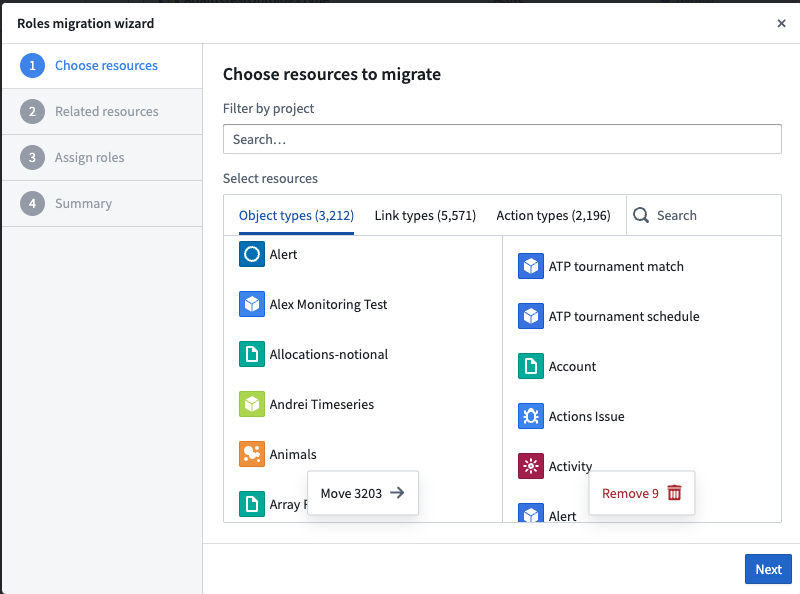 Roles migration wizard
1 Choose resources
2 Related resources
3 Assign roles
4 Summary
Choose resources to migrate
Filter by project
Search...
Select resources
Object types (3,212) Link types (5,571) Action types (2,196) Search
Alert
Alex Monitoring Test
Allocations-notional
Andrei Timeseries
Animals
Array
Move 3203
ATP tournament match
ATP tournament schedule
Account
Actions Issue
Activity
Alert
Remove 9
Next